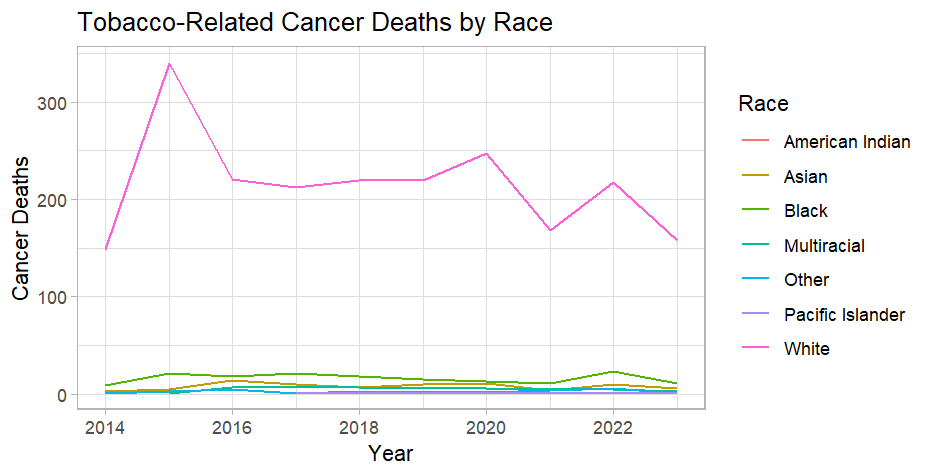 Tobacco-Related Cancer Deaths by Race
300
200
100
0
Cancer Deaths
2014 2016 2018 2020 2022
Year
Race
American Indian
Asian
Black
Multiracial
Other
Pacific Islander
White